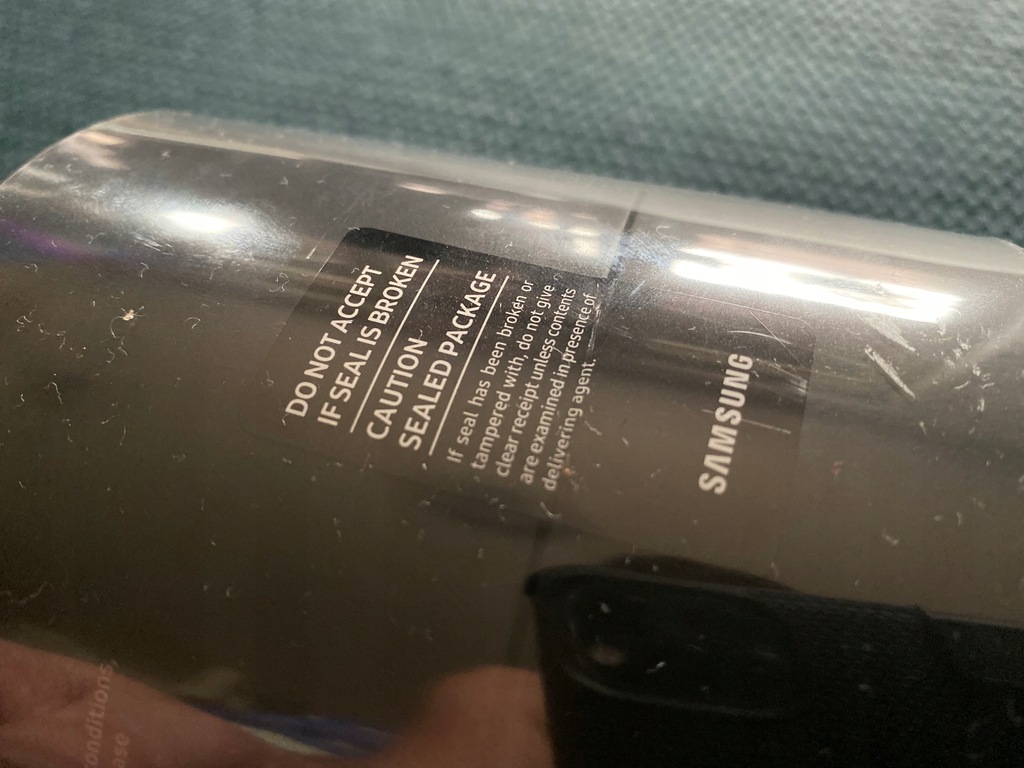 DO NOT ACCEPT
IF SEAL IS BROKEN
CAUTION
SEALED PACKAGE
If seal has been broken or
tampered with, do not give
clear receipt unless contents
are examined in presence of
delivering agent.
SAMSUNG